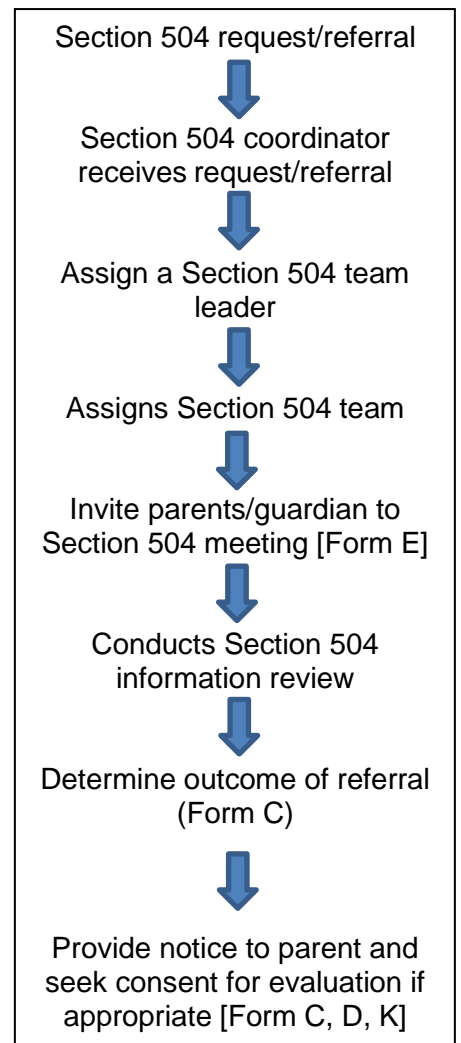 Section 504 request/referral
Section 504 coordinator
receives request/referral
Assign a Section 504 team
leader
Assigns Section 504 team
Invite parents/guardian to
Section 504 meeting [Form E]
Conducts Section 504
information review
Determine outcome of referral
(Form C)
Provide notice to parent and
seek consent for evaluation if
appropriate [Form C, D, K]